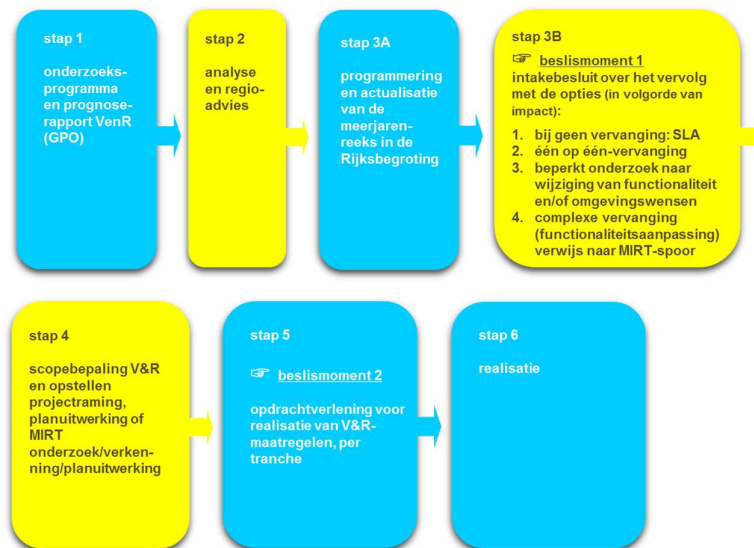 stap 1
onderzoeks-
programma
en prognose-
rapport VenR
(GPO)
stap 2
analyse
en regio-
advies
stap 3A
programmering
en actualisatie
van de
meerjaren-
reeks in de
Rijksbegroting
stap 3B
☞ beslismoment 1
intakebesluit over het vervolg
met de opties (in volgorde van
impact):
1. bij geen vervanging: SLA
2. één op één-vervanging
3. beperkt onderzoek naar
wijziging van functionaliteit
en/of omgevingswensen
4. complexe vervanging
(functionaliteitsaanpassing)
verwijs naar MIRT-spoor
stap 4
scopebepaling V&R
en opstellen
projectraming,
planuitwerking of
MIRT
onderzoek/verken-
ning/planuitwerking
stap 5
☞ beslismoment 2
opdrachtverlening voor
realisatie van V&R-
maatregelen, per
tranche
stap 6
realisatie